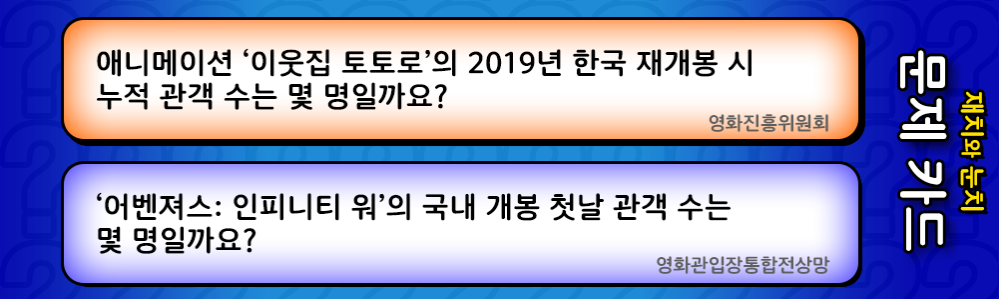 애니메이션 ‘이웃집 토토로’의 2019년 한국 재개봉 시
누적 관객 수는 몇 명일까요?
영화진흥위원회
‘어벤져스: 인피니티 워’의 국내 개봉 첫날 관객 수는
몇 명일까요?
영화관입장통합전상망
재치와 눈치
문제 카드